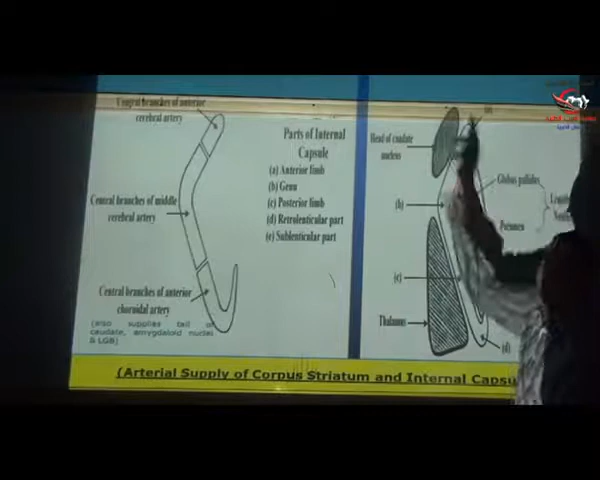 Central branches of anterior
cerebral artery
Central branches of middle
cerebral artery
Central branches of anterior
choroidal artery
(also supplies tail of
caudate, amygdaloid nuclei
& LGB)
Parts of Internal
Capsule
(a) Anterior limb
(b) Genu
(c) Posterior limb
(d) Retrolenticular part
(e) Sublenticular part
Head of caudate
nucleus
(b)
(c)
Thalamus
Globus pallidus
Putamen
(d)
(Arterial Supply of Corpus Striatum and Internal Capsu